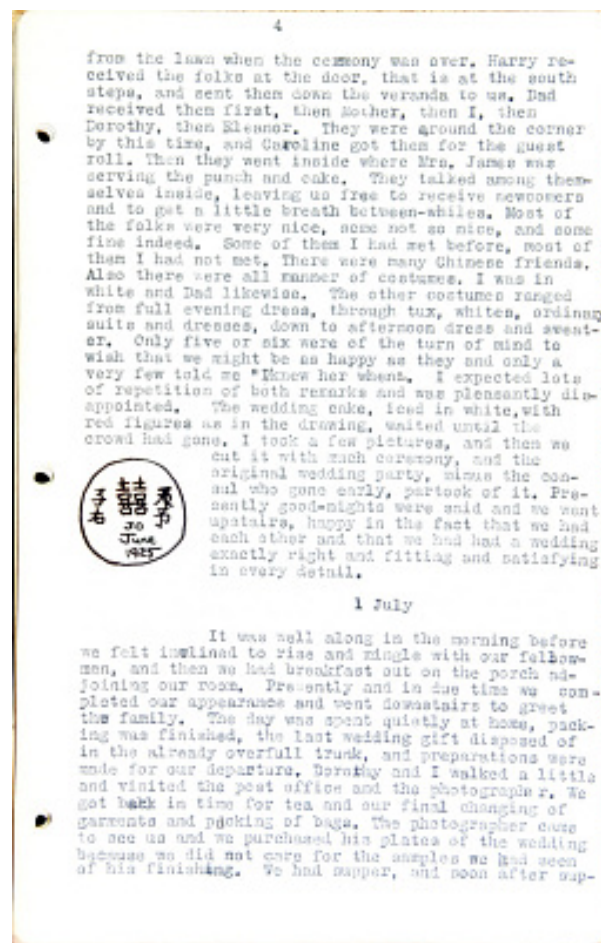 4
from the lawn when the ceremony was over. Harry re-
ceived the folks at the door, that is at the south
steps, and sent them down the veranda to us. Dad
received them first, then Mother, then I, then
Dorothy, then Eleanor. They were around the corner
by this time, and Caroline got them for the guest
roll. Then they went inside where Mrs. James was
serving the punch and cake. They talked among them-
selves inside, leaving us free to receive newcomers
and to get a little breath between-whiles. Most of
the folks were very nice, some not so nice, and some
fine indeed. Some of them I had met before, most of
them I had not met. There were many Chinese friends.
Also there were all manner of costumes. I was in
white and Dad likewise. The other costumes ranged
from full evening dress, through tux, whites, ordinary
suits and dresses, down to afternoon dress and sweat-
er. Only five or six were of the turn of mind to
wish that we might be as happy as they and only a
very few told me "Iknew her whens. I expected lots
of repetition of both remarks and was pleasantly dis-
appointed. The wedding cake, iced in white,with
red figures as in the drawing, waited until the
crowd had gone. I took a few pictures, and then we
cut it with much ceremony, and the
original wedding party, minus the con-
sul who gone early, partook of it. Pre-
sently good-nights were said and we went
upstairs, happy in the fact that we had
each other and that we had had a wedding
exactly right and fitting and satisfying
in every detail.
囍
30
June
1925
1 July
It was well along in the morning before
we felt inclined to rise and mingle with our fellow-
men, and then we had breakfast out on the porch ad-
joining our room. Presently and in due time we com-
pleted our appearance and went downstairs to greet
the family. The day was spent quietly at home, pack-
ing was finished, the last wedding gift disposed of
in the already overfull trunk, and preparations were
made for our departure. Dorothy and I walked a little
and visited the post office and the photographer. We
got back in time for tea and our final changing of
garments and packing of bags. The photographer came
to see us and we purchased his plates of the wedding
because we did not care for the samples we had seen
of his finishing. We had supper, and soon after sup-